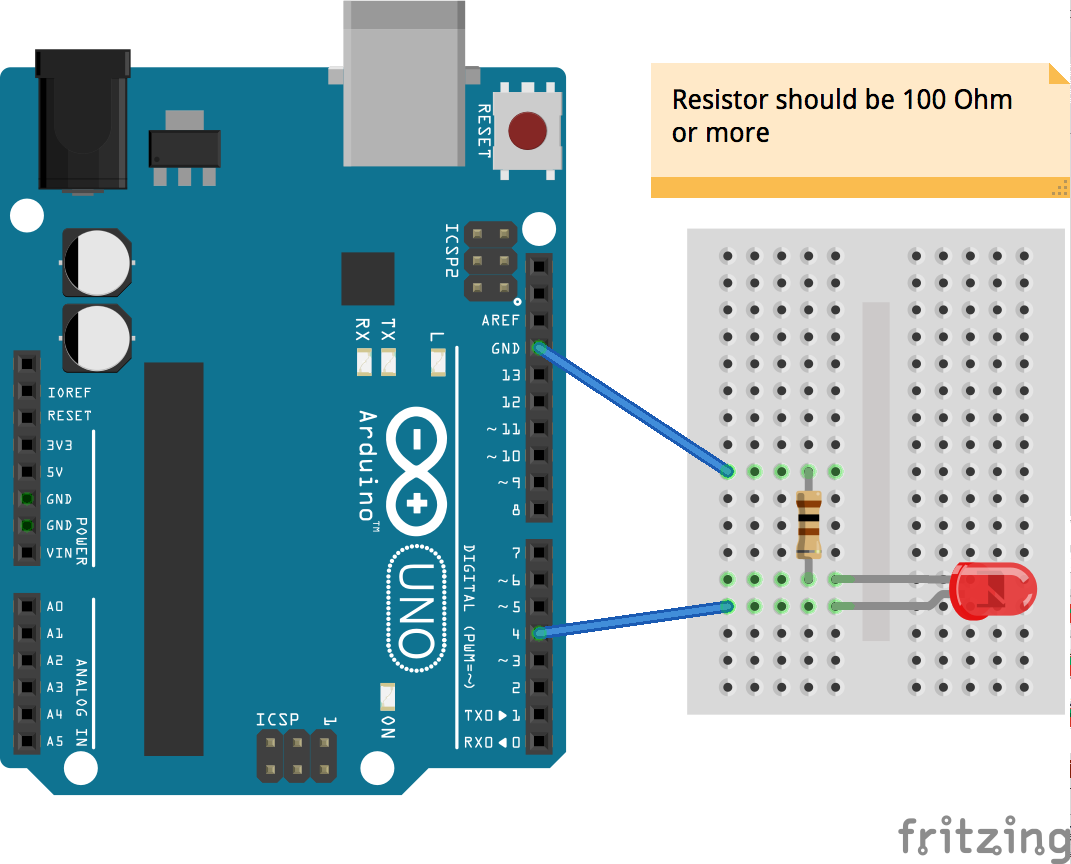 Resistor should be 100 Ohm
or more
RESET
ICSP2
AREF
GND
13
12
~11
~10
~9
8
7
~6
~5
4
~3
2
TX0▶1
RX0◀0
RX
TX
L
IOREF
RESET
3V3
5V
GND
GND
VIN
POWER
A0
A1
A2
A3
A4
A5
ANALOG IN
Arduino™
UNO
DIGITAL (PWM=~)
ICSP
1
ON
fritzing